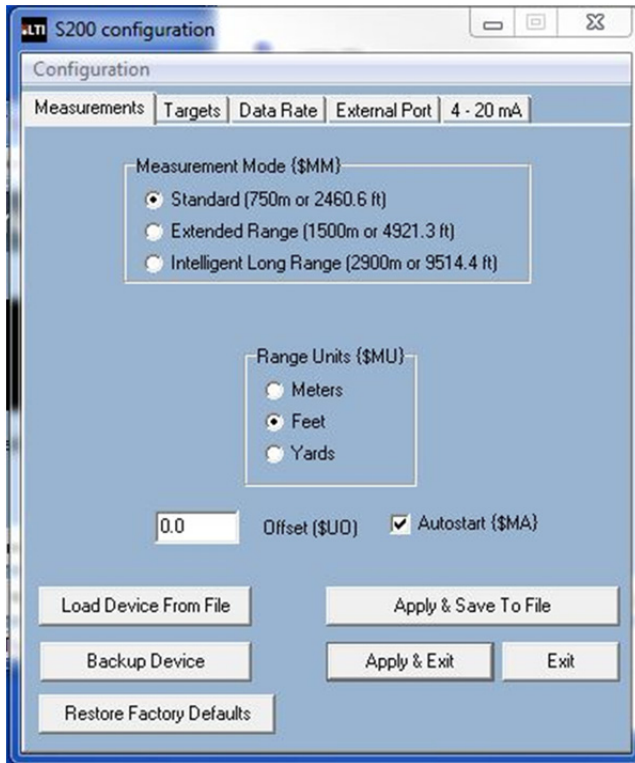 LTI S200 configuration
Configuration
Measurements Targets Data Rate External Port 4 - 20 mA
Measurement Mode {$MM}
Standard (750m or 2460.6 ft)
Extended Range (1500m or 4921.3 ft)
Intelligent Long Range (2900m or 9514.4 ft)
Range Units {$MU}
Meters
Feet
Yards
0.0 Offset {$UO) Autostart {$MA}
Load Device From File Apply & Save To File
Backup Device Apply & Exit Exit
Restore Factory Defaults